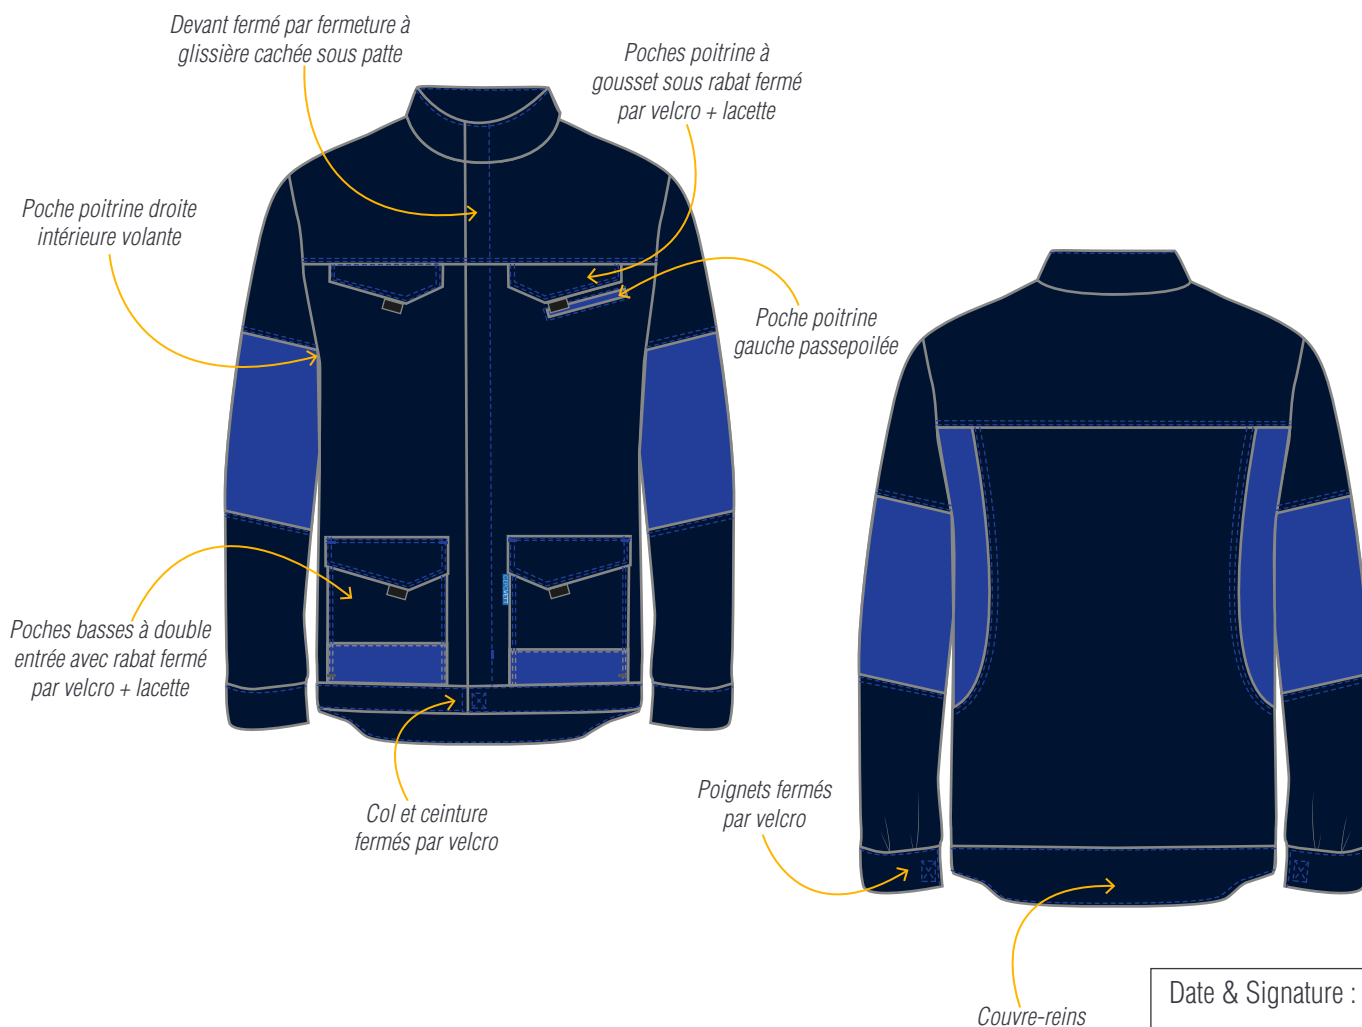 Devant fermé par fermeture à
glissière cachée sous patte
Poches poitrine à
gousset sous rabat fermé
par velcro + lacette
Poche poitrine droite
intérieure volante
Poche poitrine
gauche passepoilée
Poches basses à double
entrée avec rabat fermé
par velcro + lacette
Col et ceinture
fermés par velcro
Poignets fermés
par velcro
Couvre-reins
Date & Signature :